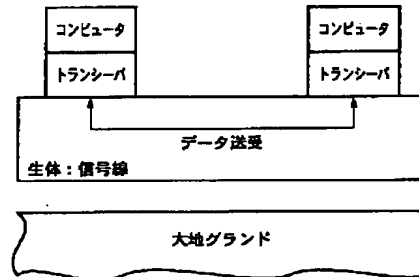 コンピュータ
トランシーバ
コンピュータ
トランシーバ
データ送受
生体：信号線
大地グランド